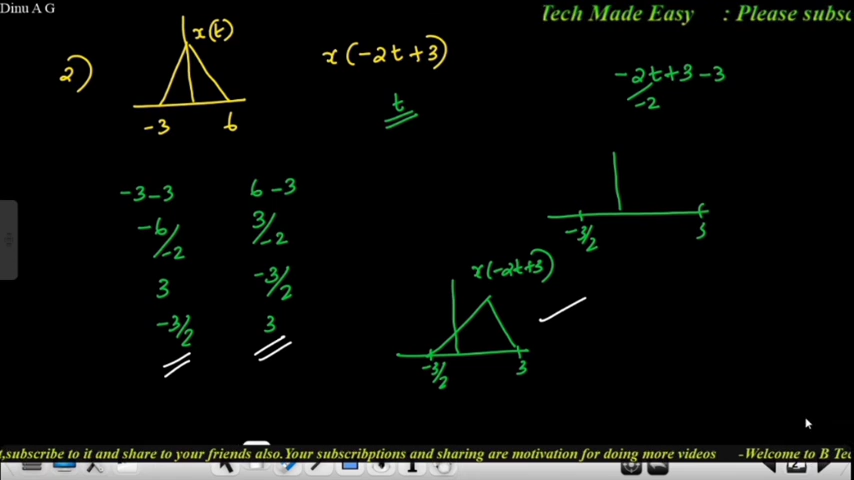 Dinu A G
Tech Made Easy : Please subsc
2)
x(t)
-3 6
x(-2t+3)
t
-2t+3-3
-2
-3-3 6-3
-6/-2 3/-2
3 -3/2
-3/2 3
-3/2 3
x(-2t+3)
-3/2 3
t,subscribe to it and share to your friends also.Your subscribptions and sharing are motivation for doing more videos -Welcome to B Tec